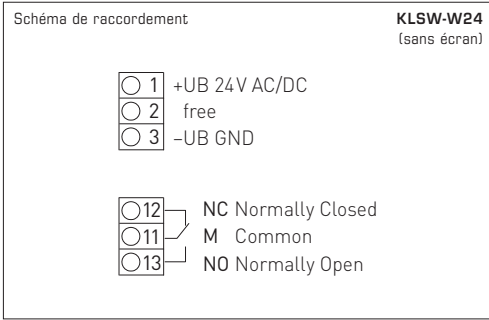 Schéma de raccordement KLSW-W24
(sans écran)
1 +UB 24V AC/DC
2 free
3 –UB GND
12 NC Normally Closed
11 M Common
13 NO Normally Open